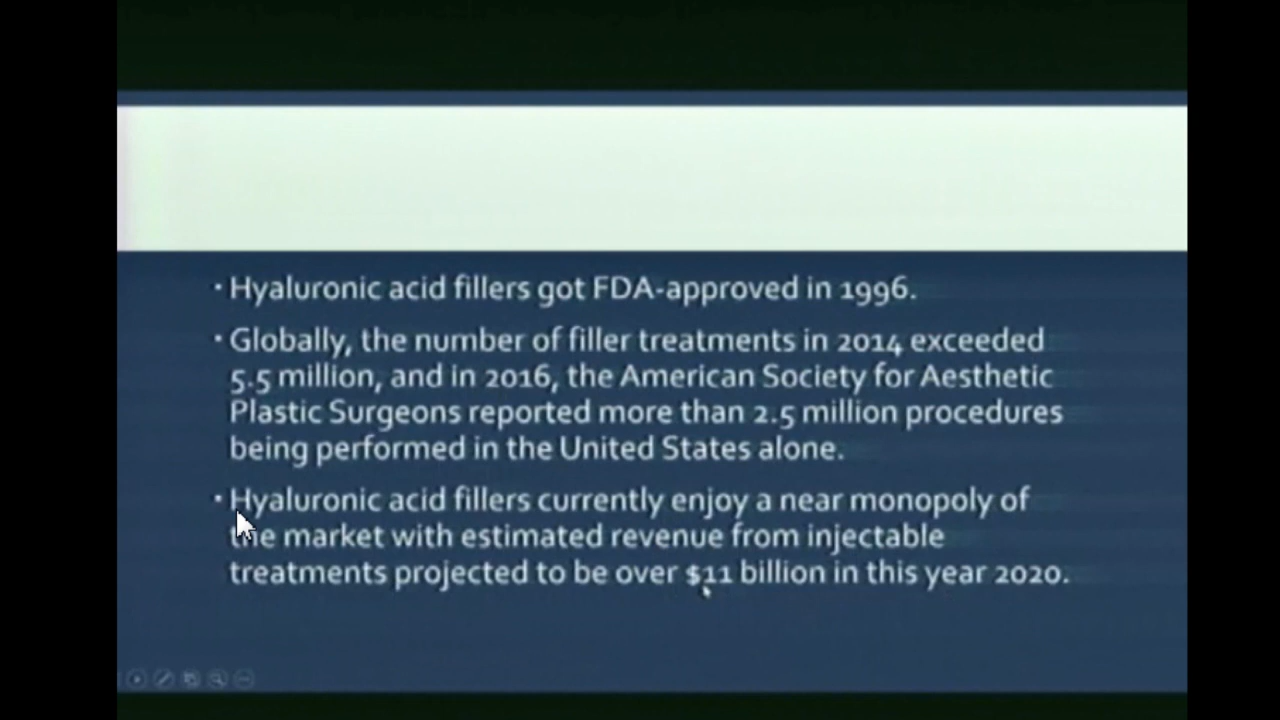 · Hyaluronic acid fillers got FDA-approved in 1996.
· Globally, the number of filler treatments in 2014 exceeded
5.5 million, and in 2016, the American Society for Aesthetic
Plastic Surgeons reported more than 2.5 million procedures
being performed in the United States alone.
· Hyaluronic acid fillers currently enjoy a near monopoly of
the market with estimated revenue from injectable
treatments projected to be over $11 billion in this year 2020.